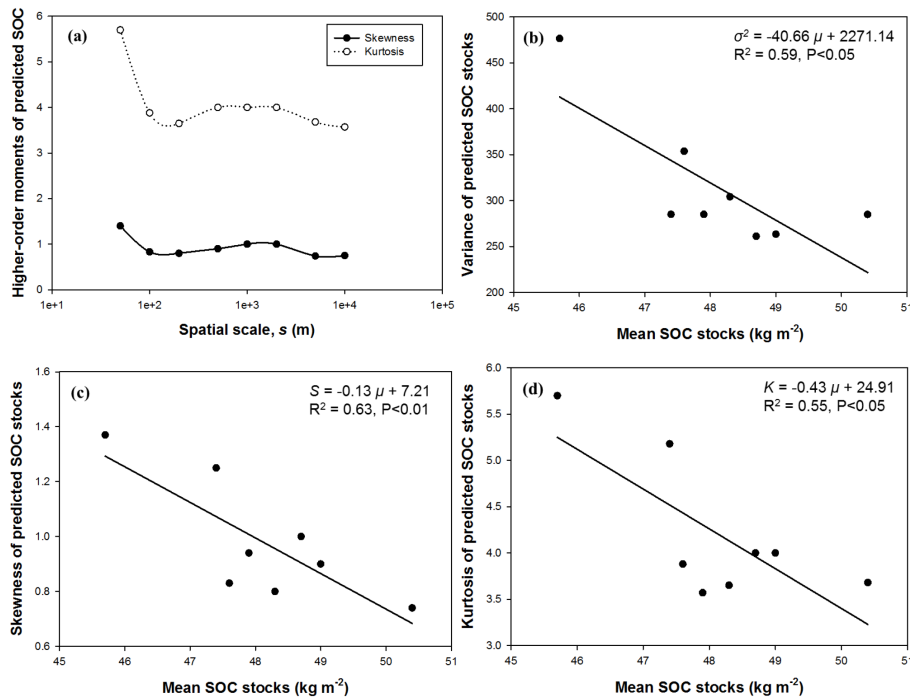 (a)
Skewness
Kurtosis
Higher-order moments of predicted SOC
6
5
4
3
2
1
0
1e+1 1e+2 1e+3 1e+4 1e+5
Spatial scale, s (m)
(b)
σ² = -40.66 μ + 2271.14
R² = 0.59, P<0.05
Variance of predicted SOC stocks
500
450
400
350
300
250
200
45 46 47 48 49 50 51
Mean SOC stocks (kg m⁻²)
(c)
S = -0.13 μ + 7.21
R² = 0.63, P<0.01
Skewness of predicted SOC stocks
1.6
1.4
1.2
1.0
0.8
0.6
45 46 47 48 49 50 51
Mean SOC stocks (kg m⁻²)
(d)
K = -0.43 μ + 24.91
R² = 0.55, P<0.05
Kurtosis of predicted SOC stocks
6.0
5.5
5.0
4.5
4.0
3.5
3.0
45 46 47 48 49 50 51
Mean SOC stocks (kg m⁻²)